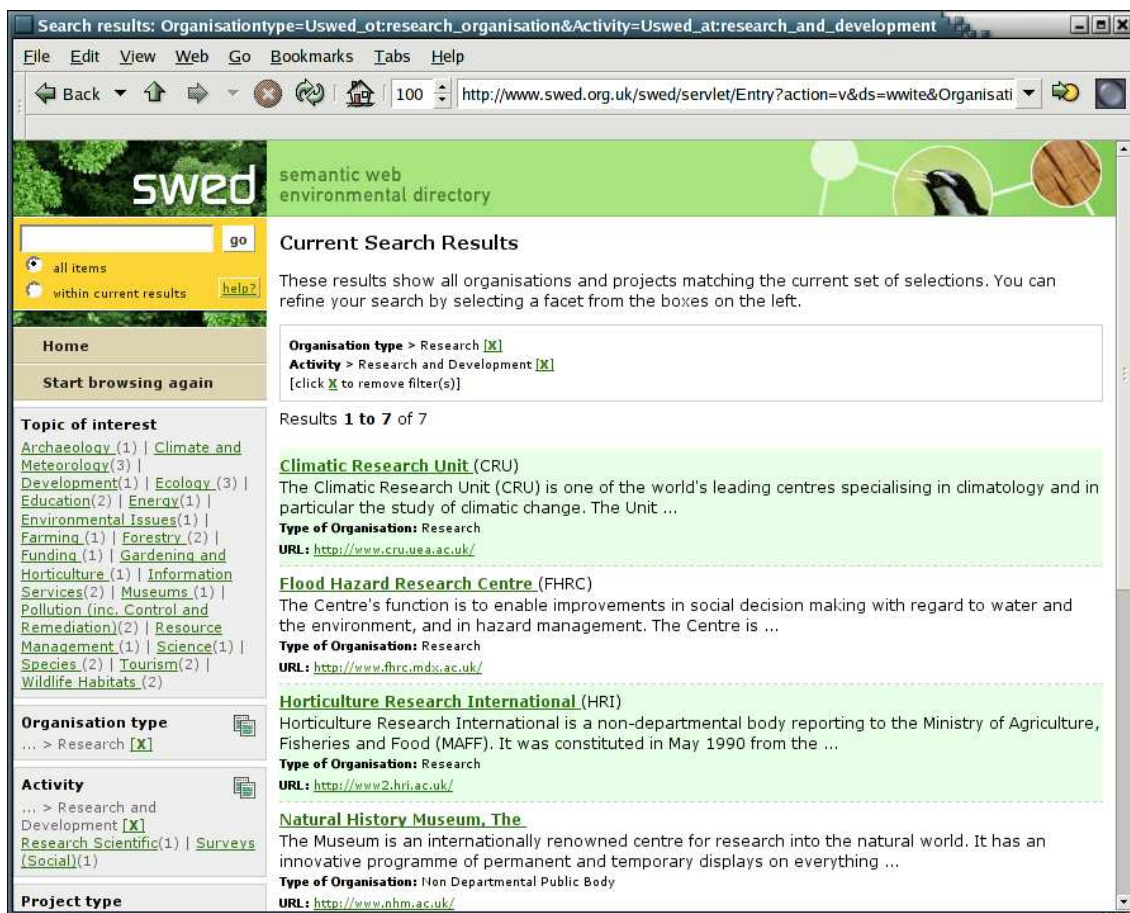 Search results: Organisationtype=Uswed_ot:research_organisation&Activity=Uswed_at:research_and_development
File Edit View Web Go Bookmarks Tabs Help
Back 100 http://www.swed.org.uk/swed/servlet/Entry?action=v&ds=wwite&Organisati
swed
semantic web
environmental directory
go
all items
within current results
help?
Home
Start browsing again
Topic of interest
Archaeology (1) | Climate and
Meteorology(3) |
Development(1) | Ecology (3) |
Education(2) | Energy(1) |
Environmental Issues(1) |
Farming (1) | Forestry (2) |
Funding (1) | Gardening and
Horticulture (1) | Information
Services(2) | Museums (1) |
Pollution (inc. Control and
Remediation)(2) | Resource
Management (1) | Science(1) |
Species (2) | Tourism(2) |
Wildlife Habitats (2)
Organisation type
... > Research [X]
Activity
... > Research and
Development [X]
Research Scientific(1) | Surveys
(Social)(1)
Project type
Current Search Results
These results show all organisations and projects matching the current set of selections. You can
refine your search by selecting a facet from the boxes on the left.
Organisation type > Research [X]
Activity > Research and Development [X]
[click X to remove filter(s)]
Results 1 to 7 of 7
Climatic Research Unit (CRU)
The Climatic Research Unit (CRU) is one of the world's leading centres specialising in climatology and in
particular the study of climatic change. The Unit ...
Type of Organisation: Research
URL: http://www.cru.uea.ac.uk/
Flood Hazard Research Centre (FHRC)
The Centre's function is to enable improvements in social decision making with regard to water and
the environment, and in hazard management. The Centre is ...
Type of Organisation: Research
URL: http://www.fhrc.mdx.ac.uk/
Horticulture Research International (HRI)
Horticulture Research International is a non-departmental body reporting to the Ministry of Agriculture,
Fisheries and Food (MAFF). It was constituted in May 1990 from the ...
Type of Organisation: Research
URL: http://www2.hri.ac.uk/
Natural History Museum, The
The Museum is an internationally renowned centre for research into the natural world. It has an
innovative programme of permanent and temporary displays on everything ...
Type of Organisation: Non Departmental Public Body
URL: http://www.nhm.ac.uk/